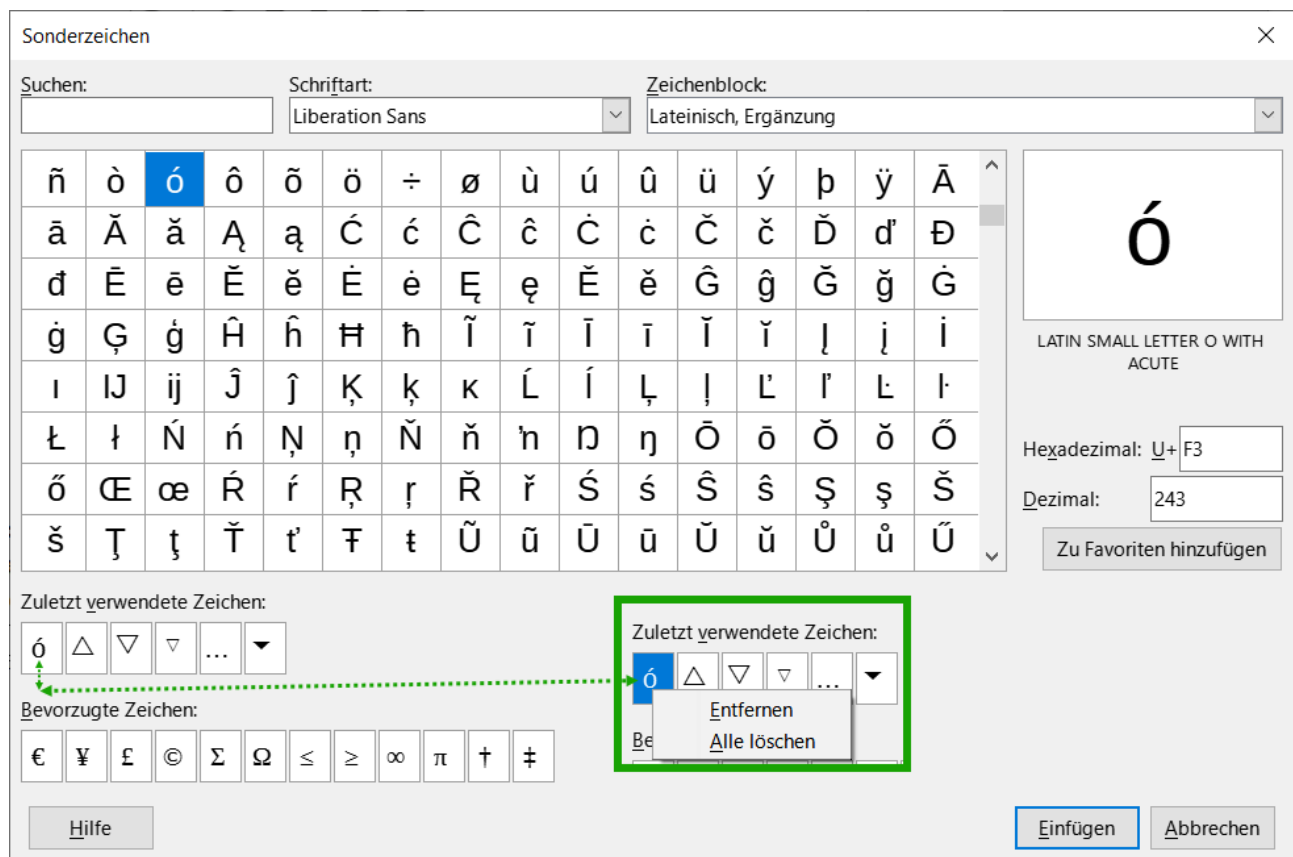 Sonderzeichen
Suchen: Schriftart: Zeichenblock:
Liberation Sans Lateinisch, Ergänzung
ñ ò ó ô õ ö ÷ ø ù ú û ü ý þ ÿ Ā
ā Ă ă Ą ą Ć ć Ĉ ĉ Ċ ċ Č č Ď ď Đ
đ Ē ē Ĕ ĕ Ė ė Ę ę Ě ě Ĝ ĝ Ğ ğ Ġ
ġ Ģ ģ Ĥ ĥ Ħ ħ Ĩ ĩ Ī ī Ĭ ĭ Į į İ
ı IJ ij Ĵ ĵ Ķ ķ ĸ Ĺ ĺ Ļ ļ Ľ ľ Ŀ ŀ
Ł ł Ń ń Ņ ņ Ň ň ŉ Ŋ ŋ Ō ō Ŏ ŏ Ő
ő Œ œ Ŕ ŕ Ŗ ŗ Ř ř Ś ś Ŝ ŝ Ş ş Š
š Ţ ţ Ť ť Ŧ ŧ Ũ ũ Ū ū Ŭ ŭ Ů ů Ű
ó
LATIN SMALL LETTER O WITH
ACUTE
Hexadezimal: U+ F3
Dezimal: 243
Zu Favoriten hinzufügen
Zuletzt verwendete Zeichen:
ó △ ▽ ▿ ...
Bevorzugte Zeichen:
€ ¥ £ © Σ Ω ≤ ≥ ∞ π † ‡
Zuletzt verwendete Zeichen:
ó △ ▽ ▿ ...
Entfernen
Be
Alle löschen
Hilfe Einfügen Abbrechen